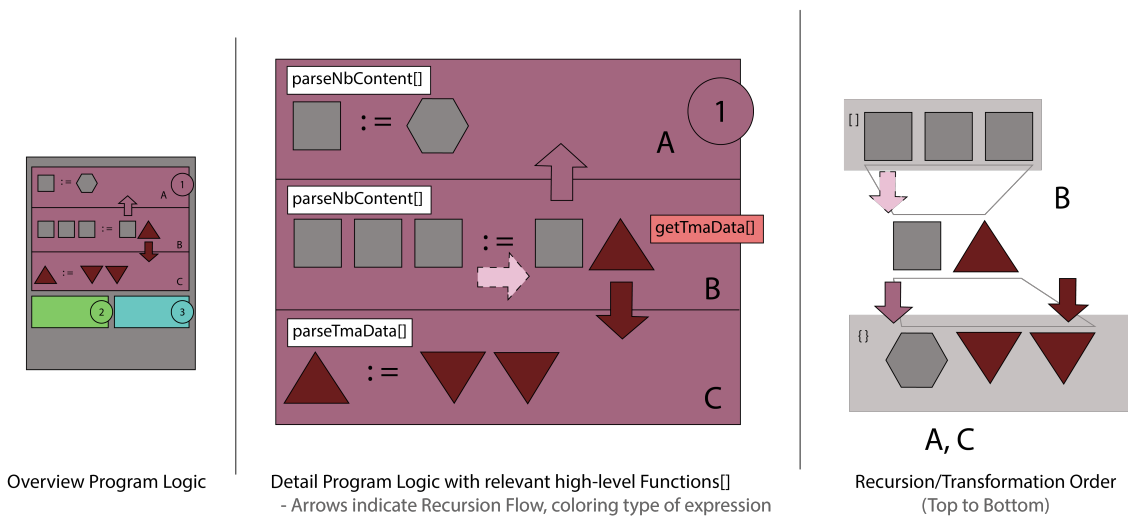 1
: =
A
: =
B
: =
C
2
3
Overview Program Logic
parseNbContent[]
: =
1
A
parseNbContent[]
: =
getTmaData[]
B
parseTmaData[]
: =
C
Detail Program Logic with relevant high-level Functions[]
- Arrows indicate Recursion Flow, coloring type of expression
[ ]
B
{ }
A, C
Recursion/Transformation Order
(Top to Bottom)